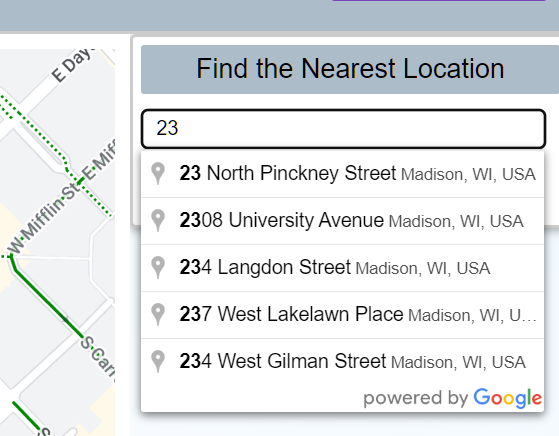 Find the Nearest Location
23
23 North Pinckney Street Madison, WI, USA
2308 University Avenue Madison, WI, USA
234 Langdon Street Madison, WI, USA
237 West Lakelawn Place Madison, WI, U...
234 West Gilman Street Madison, WI, USA
powered by Google
E Day
E Miff
W Mifflin St
S Carr
S